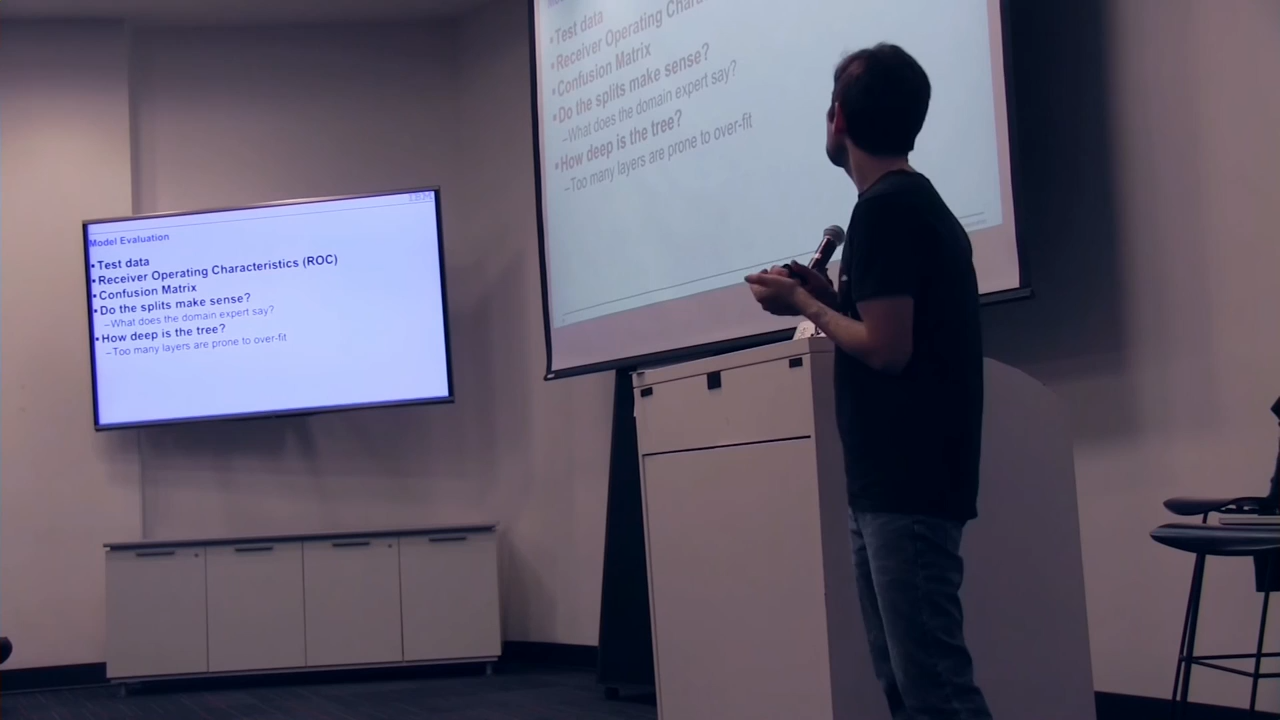 IBM
Model Evaluation
▪Test data
▪Receiver Operating Characteristics (ROC)
▪Confusion Matrix
▪Do the splits make sense?
–What does the domain expert say?
▪How deep is the tree?
–Too many layers are prone to over-fit
▪Test data
▪Receiver Operating
▪Confusion Matrix
▪Do the splits make sense?
–What does the domain expert say?
▪How deep is the tree?
–Too many layers are prone to over-fit